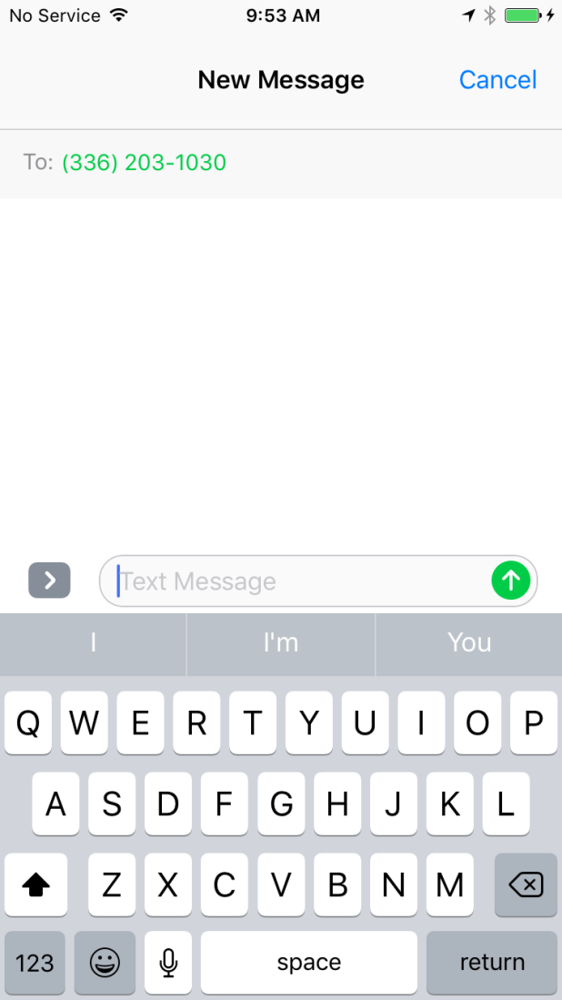 No Service 9:53 AM
New Message Cancel
To: (336) 203-1030
Text Message
I I'm You
Q W E R T Y U I O P
A S D F G H J K L
Z X C V B N M
123 space return